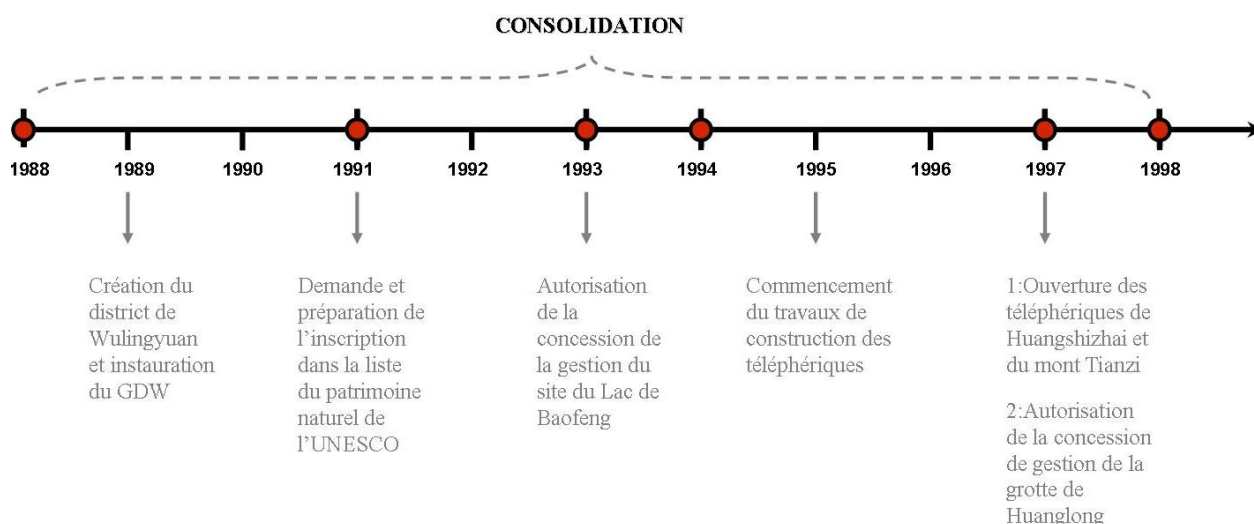 CONSOLIDATION
1988 1989 1990 1991 1992 1993 1994 1995 1996 1997 1998
Création du
district de
Wulingyuan
et instauration
du GDW
Demande et
préparation de
l’inscription
dans la liste
du patrimoine
naturel de
l’UNESCO
Autorisation
de la
concession de
la gestion du
site du Lac de
Baofeng
Commencement
du travaux de
construction des
téléphériques
1:Ouverture des
téléphériques de
Huangshizhai et
du mont Tianzi
2:Autorisation
de la concession
de gestion de la
grotte de
Huanglong